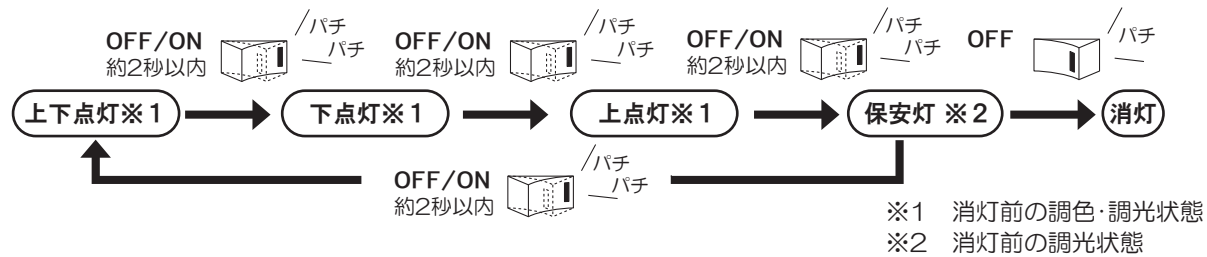 パチ
パチ
OFF/ON
約2秒以内
パチ
パチ
OFF/ON
約2秒以内
パチ
パチ
OFF/ON
約2秒以内
パチ
OFF
上下点灯※1
下点灯※1
上点灯※1
保安灯 ※2
消灯
パチ
パチ
OFF/ON
約2秒以内
※1 消灯前の調色・調光状態
※2 消灯前の調光状態